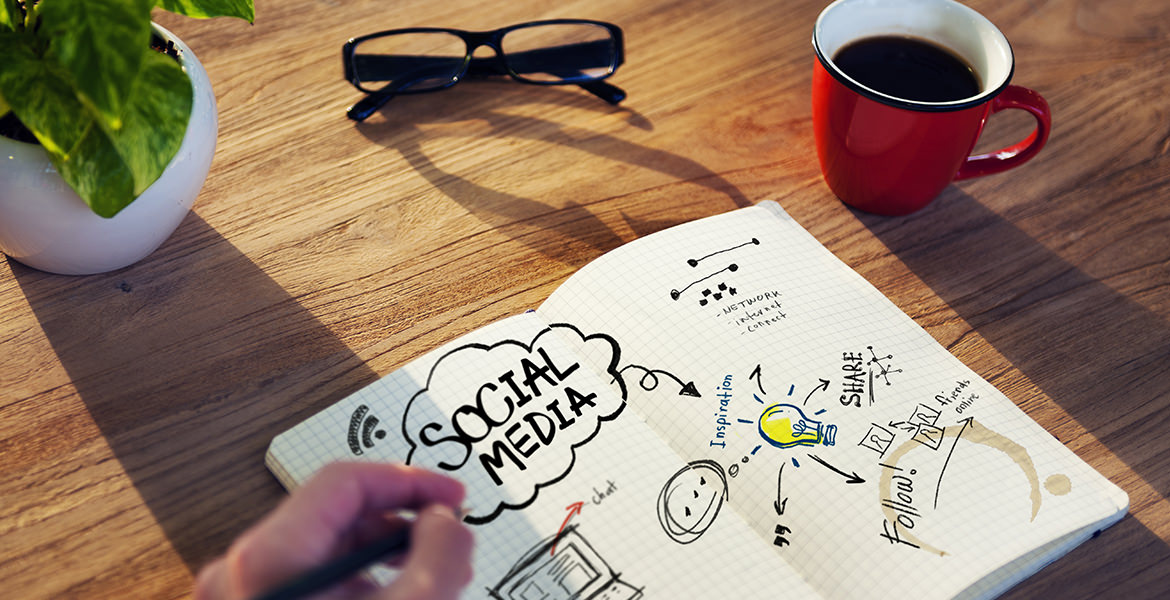 SOCIAL
MEDIA
- chat
- NETWORK
- internet
- connect
Inspiration
SHARE
friends
online
Follow!